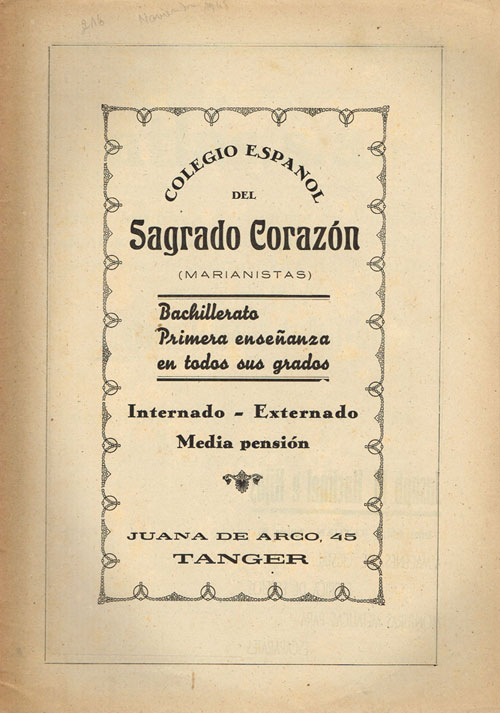 COLEGIO ESPAÑOL
DEL
Sagrado Corazón
(MARIANISTAS)
Bachillerato
Primera enseñanza
en todos sus grados
Internado - Externado
Media pensión
JUANA DE ARCO, 45
TANGER